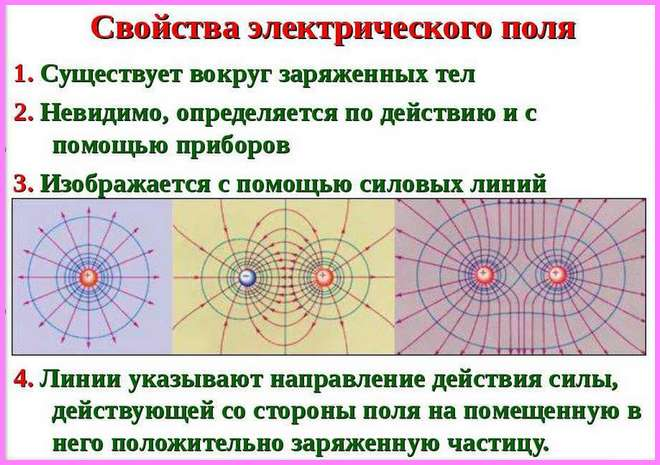 Свойства электрического поля
1. Существует вокруг заряженных тел
2. Невидимо, определяется по действию и с
помощью приборов
3. Изображается с помощью силовых линий
+
− +
+ +
4. Линии указывают направление действия силы,
действующей со стороны поля на помещенную в
него положительно заряженную частицу.